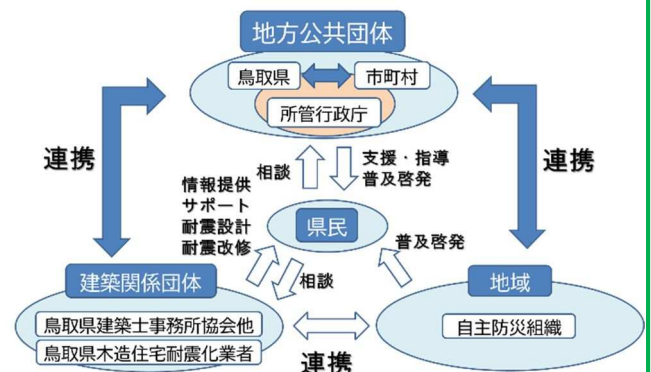 地方公共団体
鳥取県
市町村
所管行政庁
連携
連携
相談
支援・指導
普及啓発
情報提供
サポート
耐震設計
耐震改修
県民
普及啓発
相談
建築関係団体
鳥取県建築士事務所協会他
鳥取県木造住宅耐震化業者
地域
自主防災組織
連携